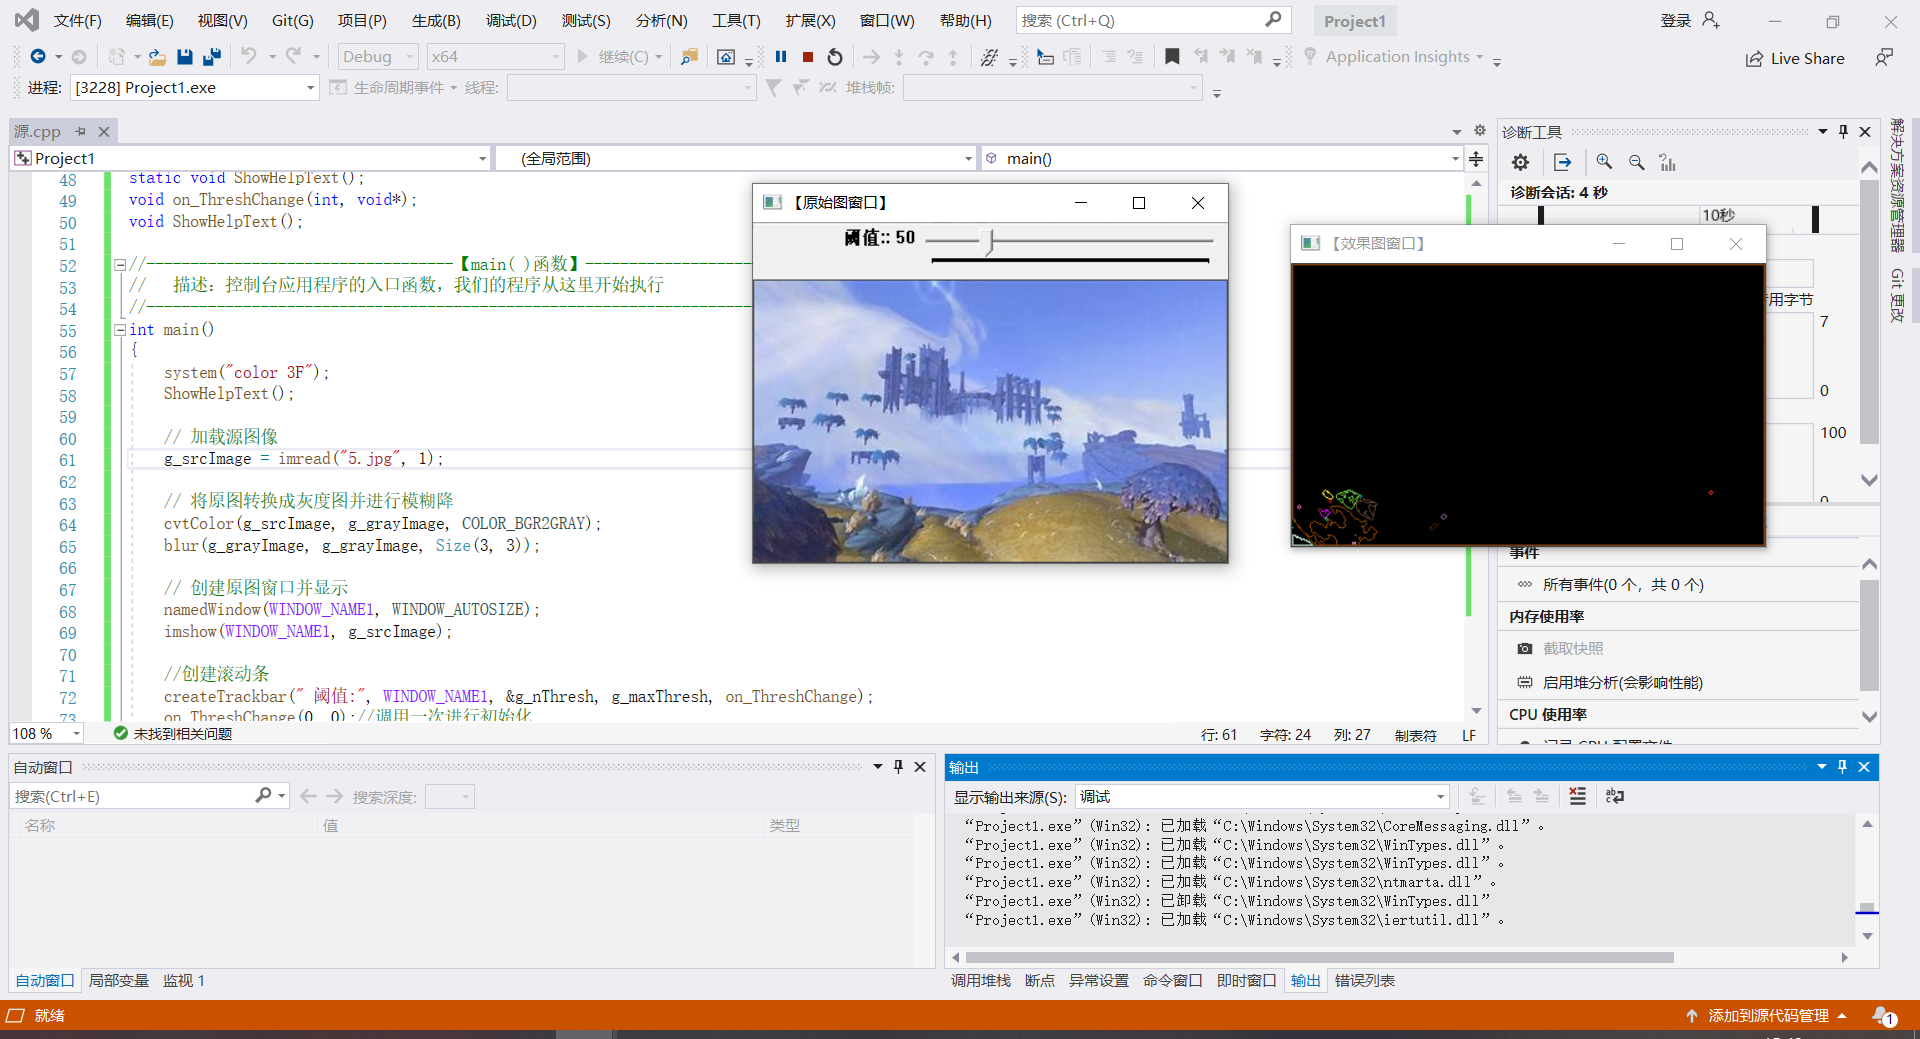 文件(F) 编辑(E) 视图(V) Git(G) 项目(P) 生成(B) 调试(D) 测试(S) 分析(N) 工具(T) 扩展(X) 窗口(W) 帮助(H) 搜索 (Ctrl+Q) Project1 登录
Debug x64 继续(C) Application Insights Live Share
进程: [3228] Project1.exe 生命周期事件 线程: 堆栈帧:
源.cpp
Project1 (全局范围) main()
48 static void ShowHelpText();
49 void on_ThreshChange(int, void*);
50 void ShowHelpText();
51
52 //-----------------------------------【main( )函数】--------------------
53 // 描述：控制台应用程序的入口函数，我们的程序从这里开始执行
54 //----------------------------------------------------------------------
55 int main()
56 {
57 system("color 3F");
58 ShowHelpText();
59
60 // 加载源图像
61 g_srcImage = imread("5.jpg", 1);
62
63 // 将原图转换成灰度图并进行模糊降
64 cvtColor(g_srcImage, g_grayImage, COLOR_BGR2GRAY);
65 blur(g_grayImage, g_grayImage, Size(3, 3));
66
67 // 创建原图窗口并显示
68 namedWindow(WINDOW_NAME1, WINDOW_AUTOSIZE);
69 imshow(WINDOW_NAME1, g_srcImage);
70
71 //创建滚动条
72 createTrackbar(" 阈值:", WINDOW_NAME1, &g_nThresh, g_maxThresh, on_ThreshChange);
73 on_ThreshChange(0, 0);//调用一次进行初始化
108 % 未找到相关问题 行: 61 字符: 24 列: 27 制表符 LF
【原始图窗口】
阈值:: 50
【效果图窗口】
诊断工具
诊断会话: 4 秒
10秒
用字节
7
0
100
0
事件
所有事件(0 个，共 0 个)
内存使用率
截取快照
启用堆分析(会影响性能)
CPU 使用率
记录 CPU 配置文件
解决方案资源管理器
Git 更改
自动窗口
搜索(Ctrl+E) 搜索深度:
名称 值 类型
自动窗口 局部变量 监视 1
输出
显示输出来源(S): 调试
“Project1.exe”(Win32): 已加载“C:\Windows\System32\CoreMessaging.dll”。
“Project1.exe”(Win32): 已加载“C:\Windows\System32\WinTypes.dll”。
“Project1.exe”(Win32): 已加载“C:\Windows\System32\WinTypes.dll”。
“Project1.exe”(Win32): 已加载“C:\Windows\System32\ntmarta.dll”。
“Project1.exe”(Win32): 已卸载“C:\Windows\System32\WinTypes.dll”
“Project1.exe”(Win32): 已加载“C:\Windows\System32\iertutil.dll”。
调用堆栈 断点 异常设置 命令窗口 即时窗口 输出 错误列表
就绪 添加到源代码管理 1